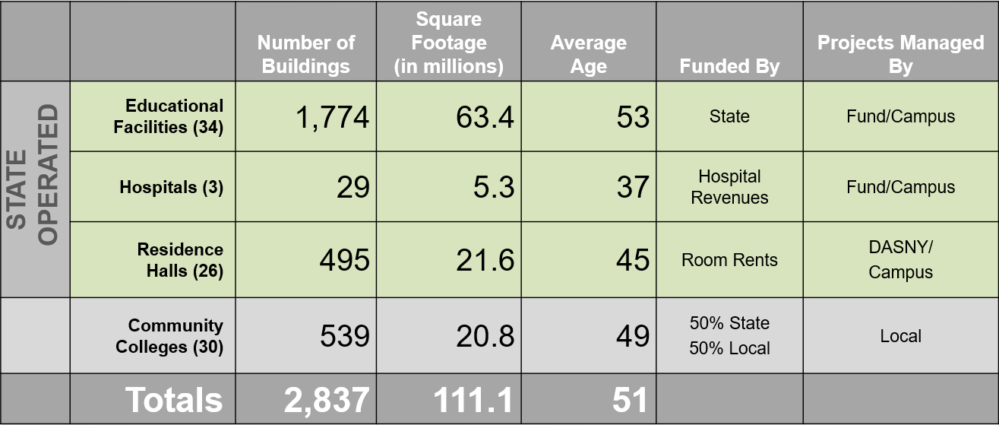 Number of
Buildings
Square
Footage
(in millions)
Average
Age
Funded By
Projects Managed
By
STATE
OPERATED
Educational
Facilities (34)
1,774
63.4
53
State
Fund/Campus
Hospitals (3)
29
5.3
37
Hospital
Revenues
Fund/Campus
Residence
Halls (26)
495
21.6
45
Room Rents
DASNY/
Campus
Community
Colleges (30)
539
20.8
49
50% State
50% Local
Local
Totals
2,837
111.1
51